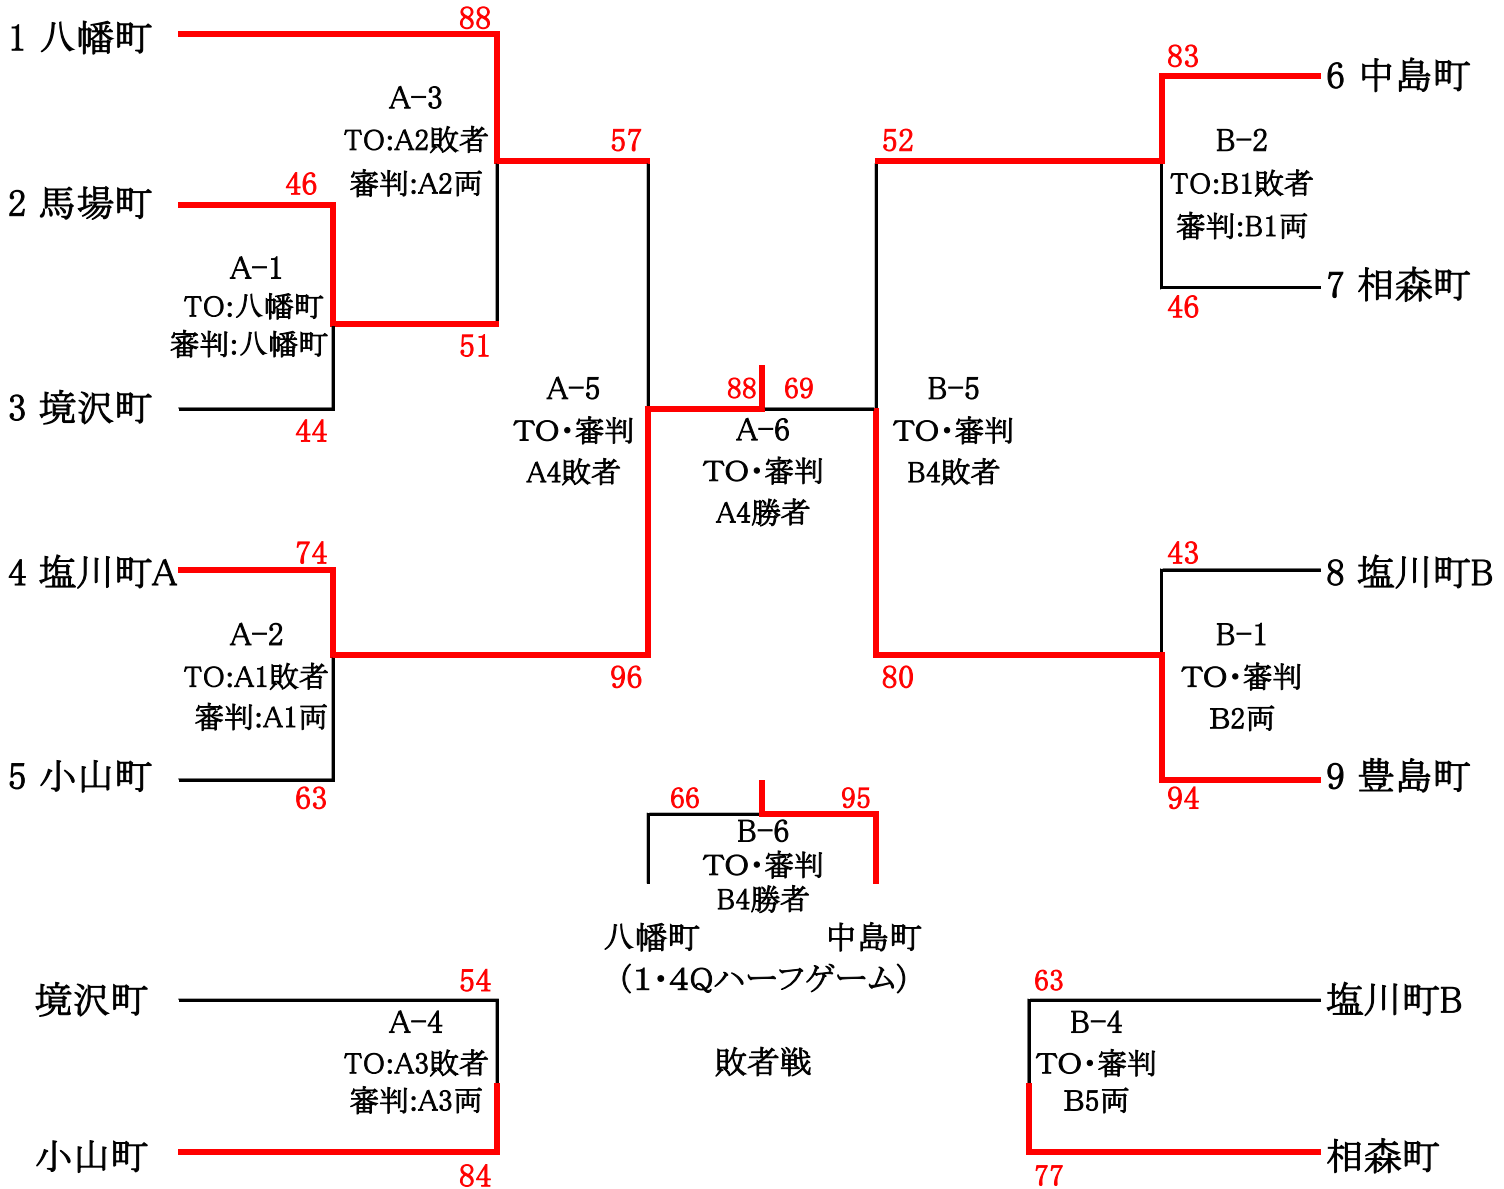 88
1 八幡町
83
6 中島町
A-3
TO:A2敗者
審判:A2両
57
52
B-2
TO:B1敗者
審判:B1両
46
2 馬場町
A-1
TO:八幡町
審判:八幡町
51
7 相森町
46
3 境沢町
44
A-5
TO・審判
A4敗者
88
69
A-6
TO・審判
A4勝者
B-5
TO・審判
B4敗者
74
4 塩川町A
43
8 塩川町B
A-2
TO:A1敗者
審判:A1両
96
80
B-1
TO・審判
B2両
5 小山町
63
9 豊島町
94
66
95
B-6
TO・審判
B4勝者
八幡町
中島町
(1・4Qハーフゲーム)
54
境沢町
63
塩川町B
A-4
TO:A3敗者
審判:A3両
敗者戦
B-4
TO・審判
B5両
小山町
84
相森町
77